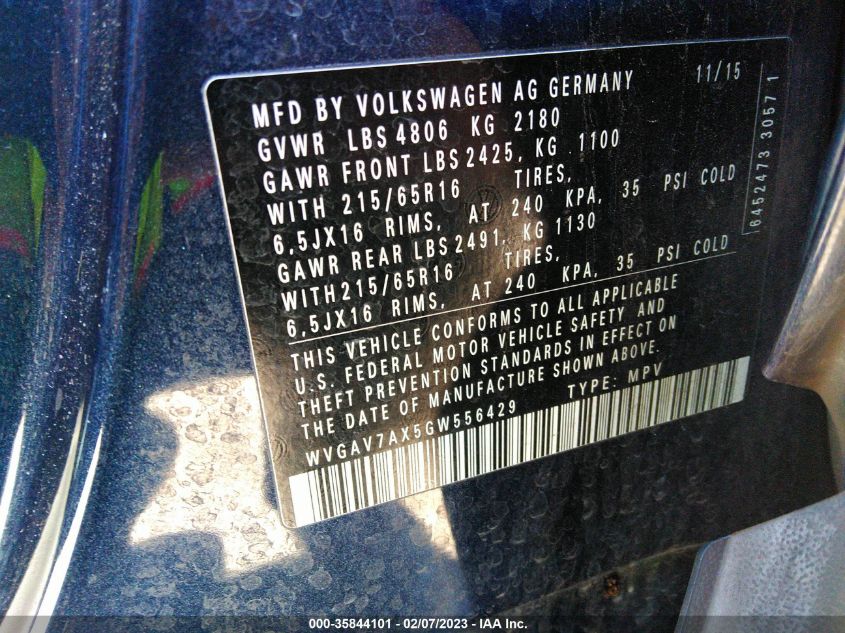 MFD BY VOLKSWAGEN AG GERMANY 11/15
GVWR LBS 4806 KG 2180
GAWR FRONT LBS 2425, KG 1100
WITH 215/65R16 TIRES,
6,5JX16 RIMS, AT 240 KPA, 35 PSI COLD
GAWR REAR LBS 2491, KG 1130
WITH 215/65R16 TIRES,
6,5JX16 RIMS, AT 240 KPA, 35 PSI COLD
THIS VEHICLE CONFORMS TO ALL APPLICABLE
U.S. FEDERAL MOTOR VEHICLE SAFETY AND
THEFT PREVENTION STANDARDS IN EFFECT ON
THE DATE OF MANUFACTURE SHOWN ABOVE.
WVGAV7AX5GW556429 TYPE: MPV
6452473 30571
000-35844101 - 02/07/2023 - IAA Inc.